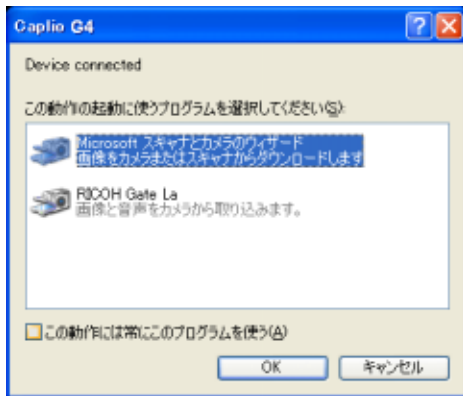 Caplio G4
Device connected
この動作の起動に使うプログラムを選択してください(S):
Microsoft スキャナとカメラのウィザード
画像をカメラまたはスキャナからダウンロードします
RICOH Gate La
画像と音声をカメラから取り込みます。
この動作には常にこのプログラムを使う(A)
OK
キャンセル